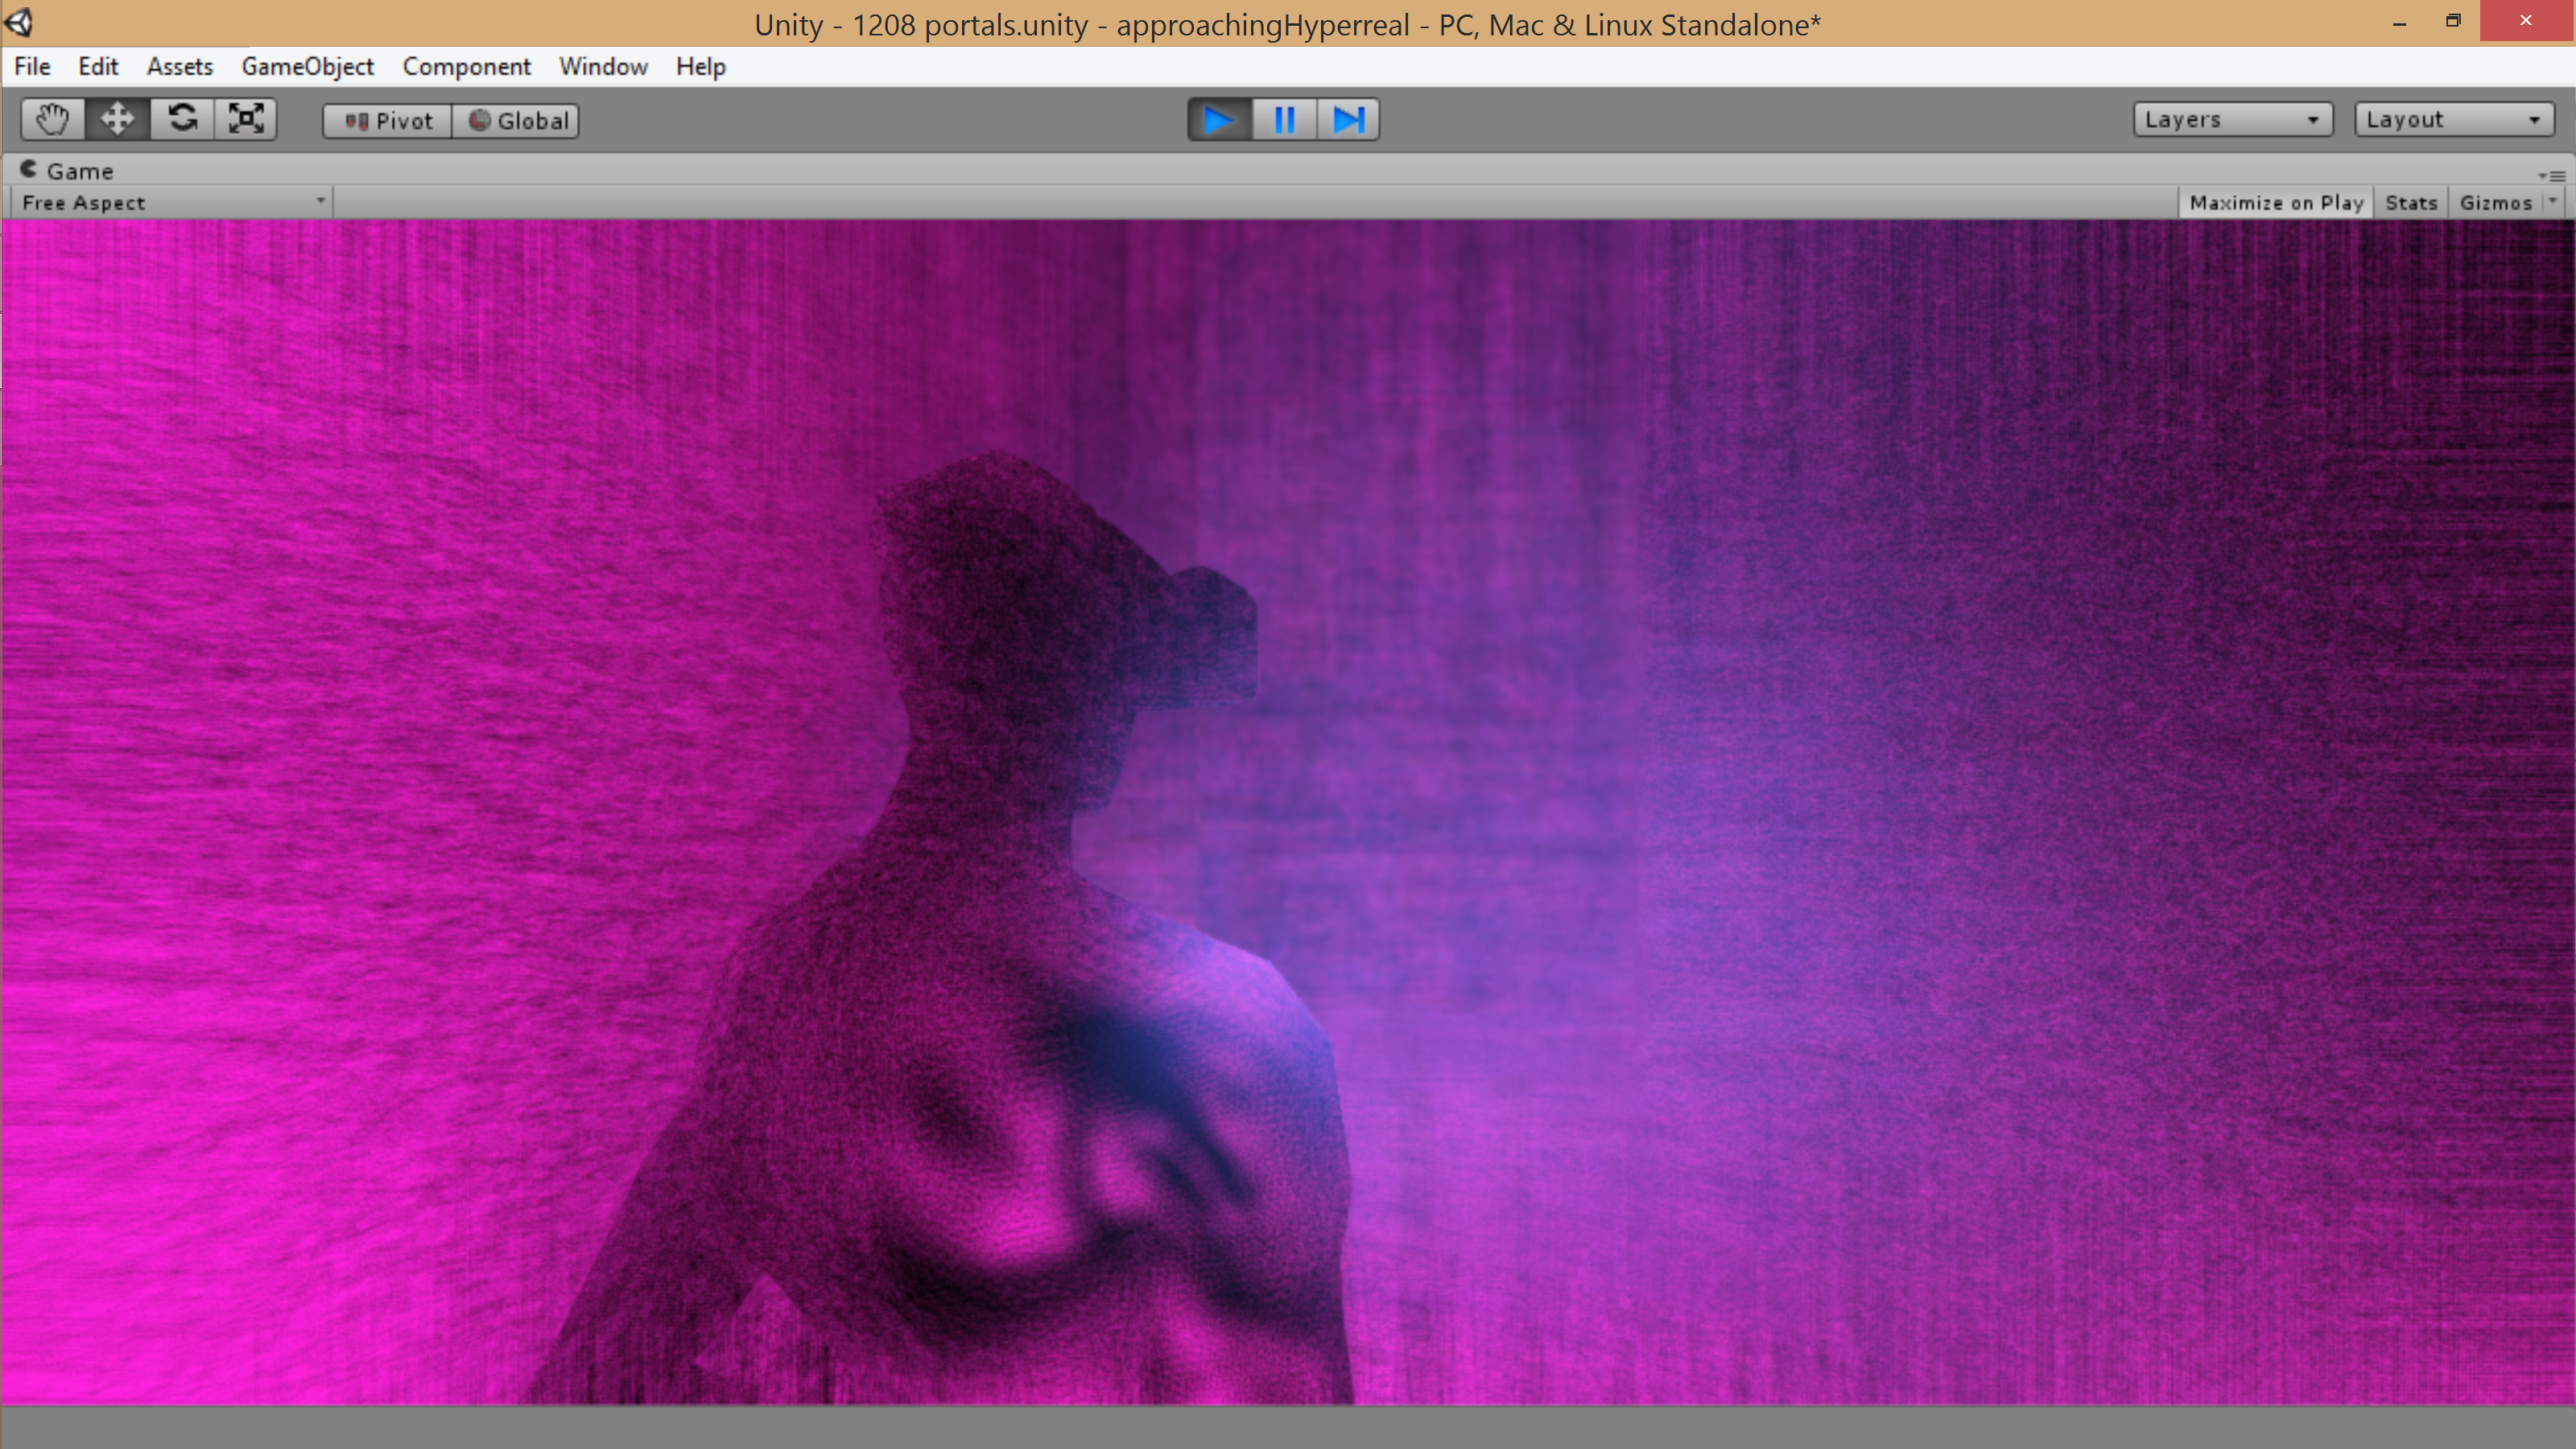 Unity - 1208 portals.unity - approachingHyperreal - PC, Mac & Linux Standalone*
File Edit Assets GameObject Component Window Help
Pivot Global Layers Layout
Game
Free Aspect Maximize on Play Stats Gizmos